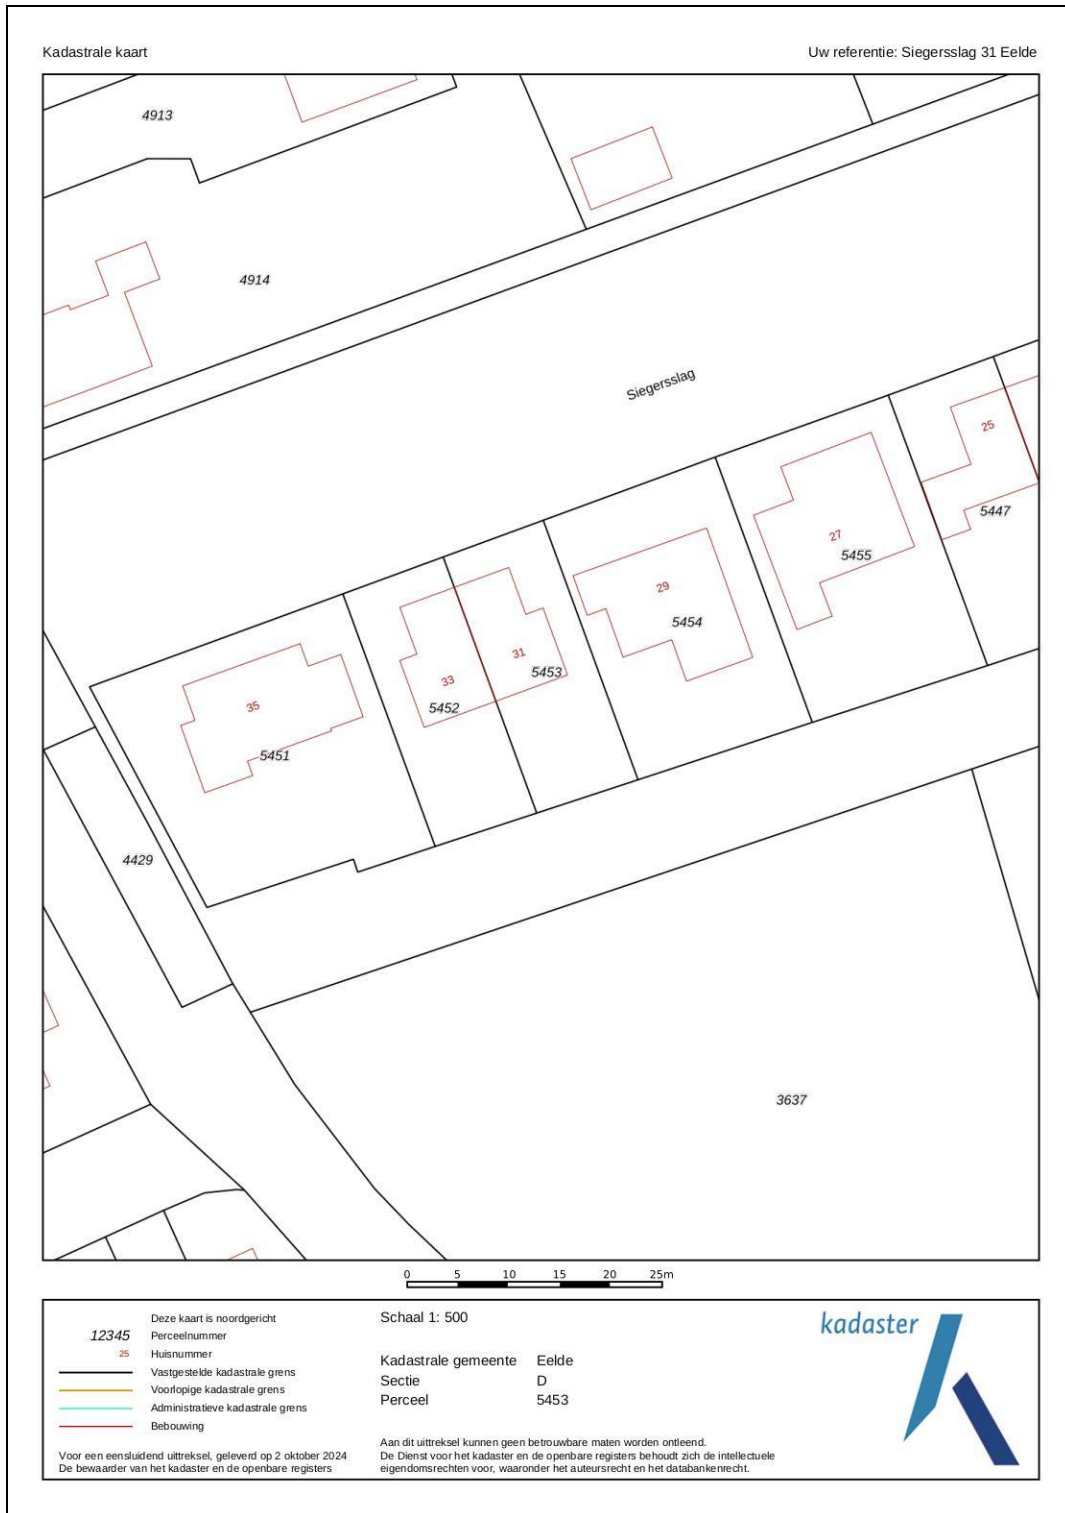 Kadastrale kaart
Uw referentie: Siegersslag 31 Eelde
4913
4914
Siegersslag
25
5447
27
5455
29
5454
31
5453
33
5452
35
5451
4429
3637
0 5 10 15 20 25m
Deze kaart is noordgericht
12345 Perceelnummer
25 Huisnummer
Vastgestelde kadastrale grens
Voorlopige kadastrale grens
Administratieve kadastrale grens
Bebouwing
Voor een eensluidend uittreksel, geleverd op 2 oktober 2024
De bewaarder van het kadaster en de openbare registers
Schaal 1: 500
Kadastrale gemeente Eelde
Sectie D
Perceel 5453
Aan dit uittreksel kunnen geen betrouwbare maten worden ontleend.
De Dienst voor het kadaster en de openbare registers behoudt zich de intellectuele
eigendomsrechten voor, waaronder het auteursrecht en het databankenrecht.
kadaster